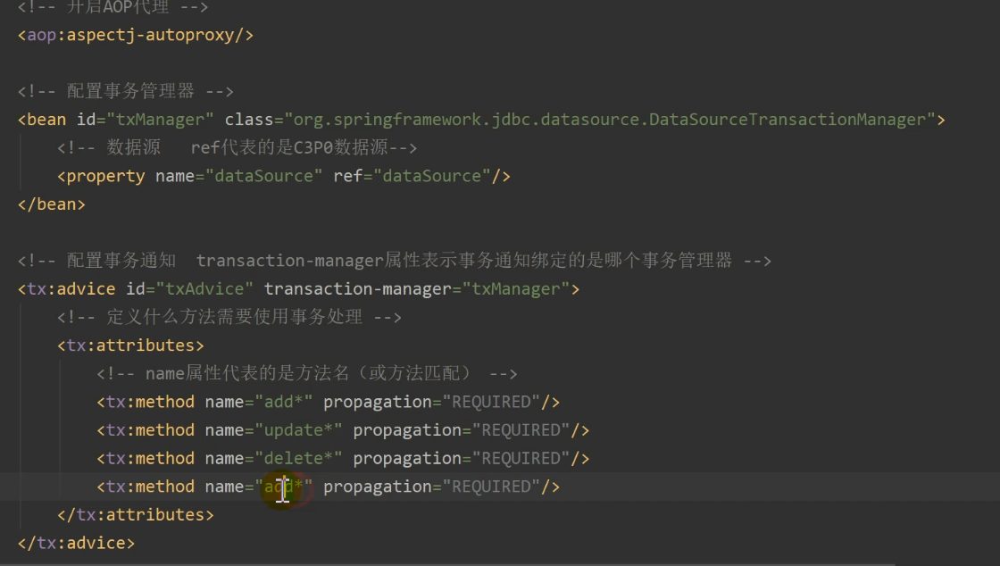 <!-- 开启AOP代理 -->
<aop:aspectj-autoproxy/>
<!-- 配置事务管理器 -->
<bean id="txManager" class="org.springframework.jdbc.datasource.DataSourceTransactionManager">
<!-- 数据源 ref代表的是C3P0数据源-->
<property name="dataSource" ref="dataSource"/>
</bean>
<!-- 配置事务通知 transaction-manager属性表示事务通知绑定的是哪个事务管理器 -->
<tx:advice id="txAdvice" transaction-manager="txManager">
<!-- 定义什么方法需要使用事务处理 -->
<tx:attributes>
<!-- name属性代表的是方法名（或方法匹配） -->
<tx:method name="add*" propagation="REQUIRED"/>
<tx:method name="update*" propagation="REQUIRED"/>
<tx:method name="delete*" propagation="REQUIRED"/>
<tx:method name="add*" propagation="REQUIRED"/>
</tx:attributes>
</tx:advice>